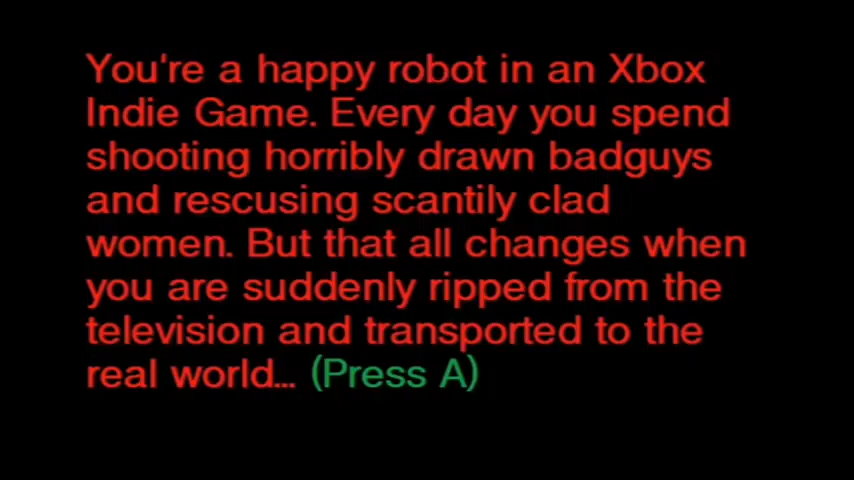 You're a happy robot in an Xbox
Indie Game. Every day you spend
shooting horribly drawn badguys
and rescusing scantily clad
women. But that all changes when
you are suddenly ripped from the
television and transported to the
real world... (Press A)